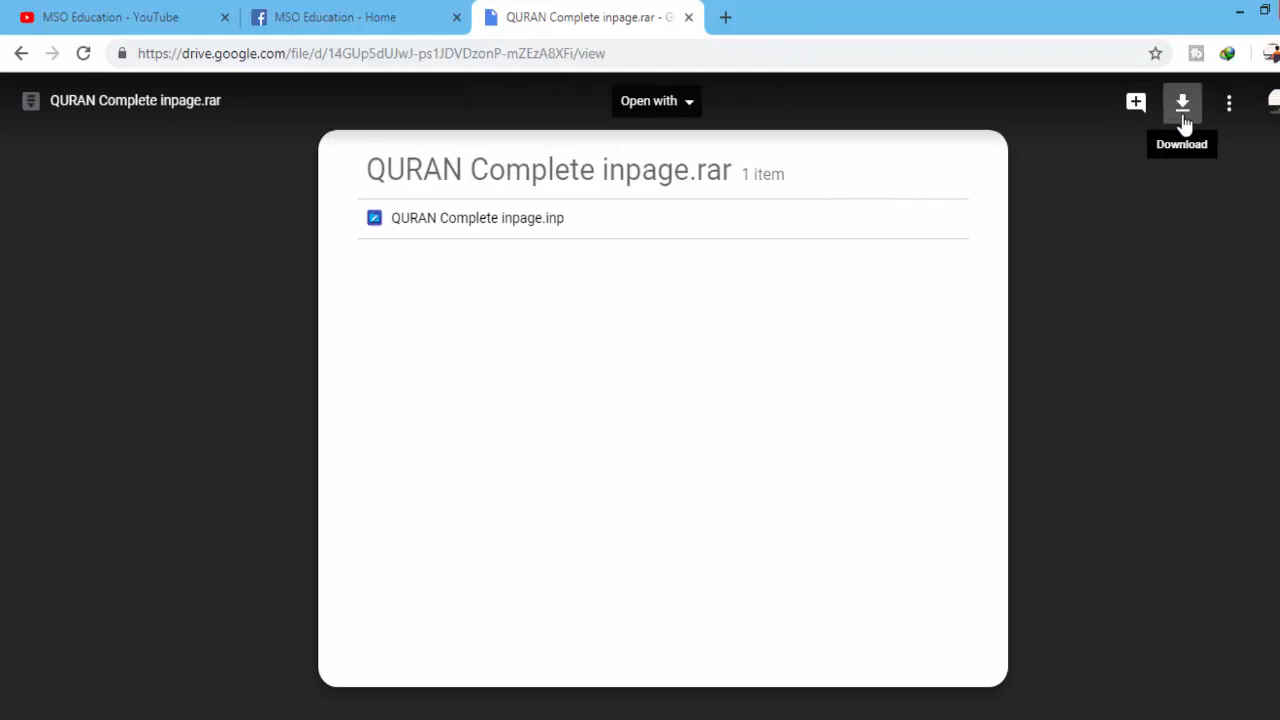 MSO Education - YouTube
MSO Education - Home
QURAN Complete inpage.rar - G
https://drive.google.com/file/d/14GUp5dUJwJ-ps1JDVDzonP-mZEzA8XFi/view
QURAN Complete inpage.rar
Open with
Download
QURAN Complete inpage.rar 1 item
QURAN Complete inpage.inp